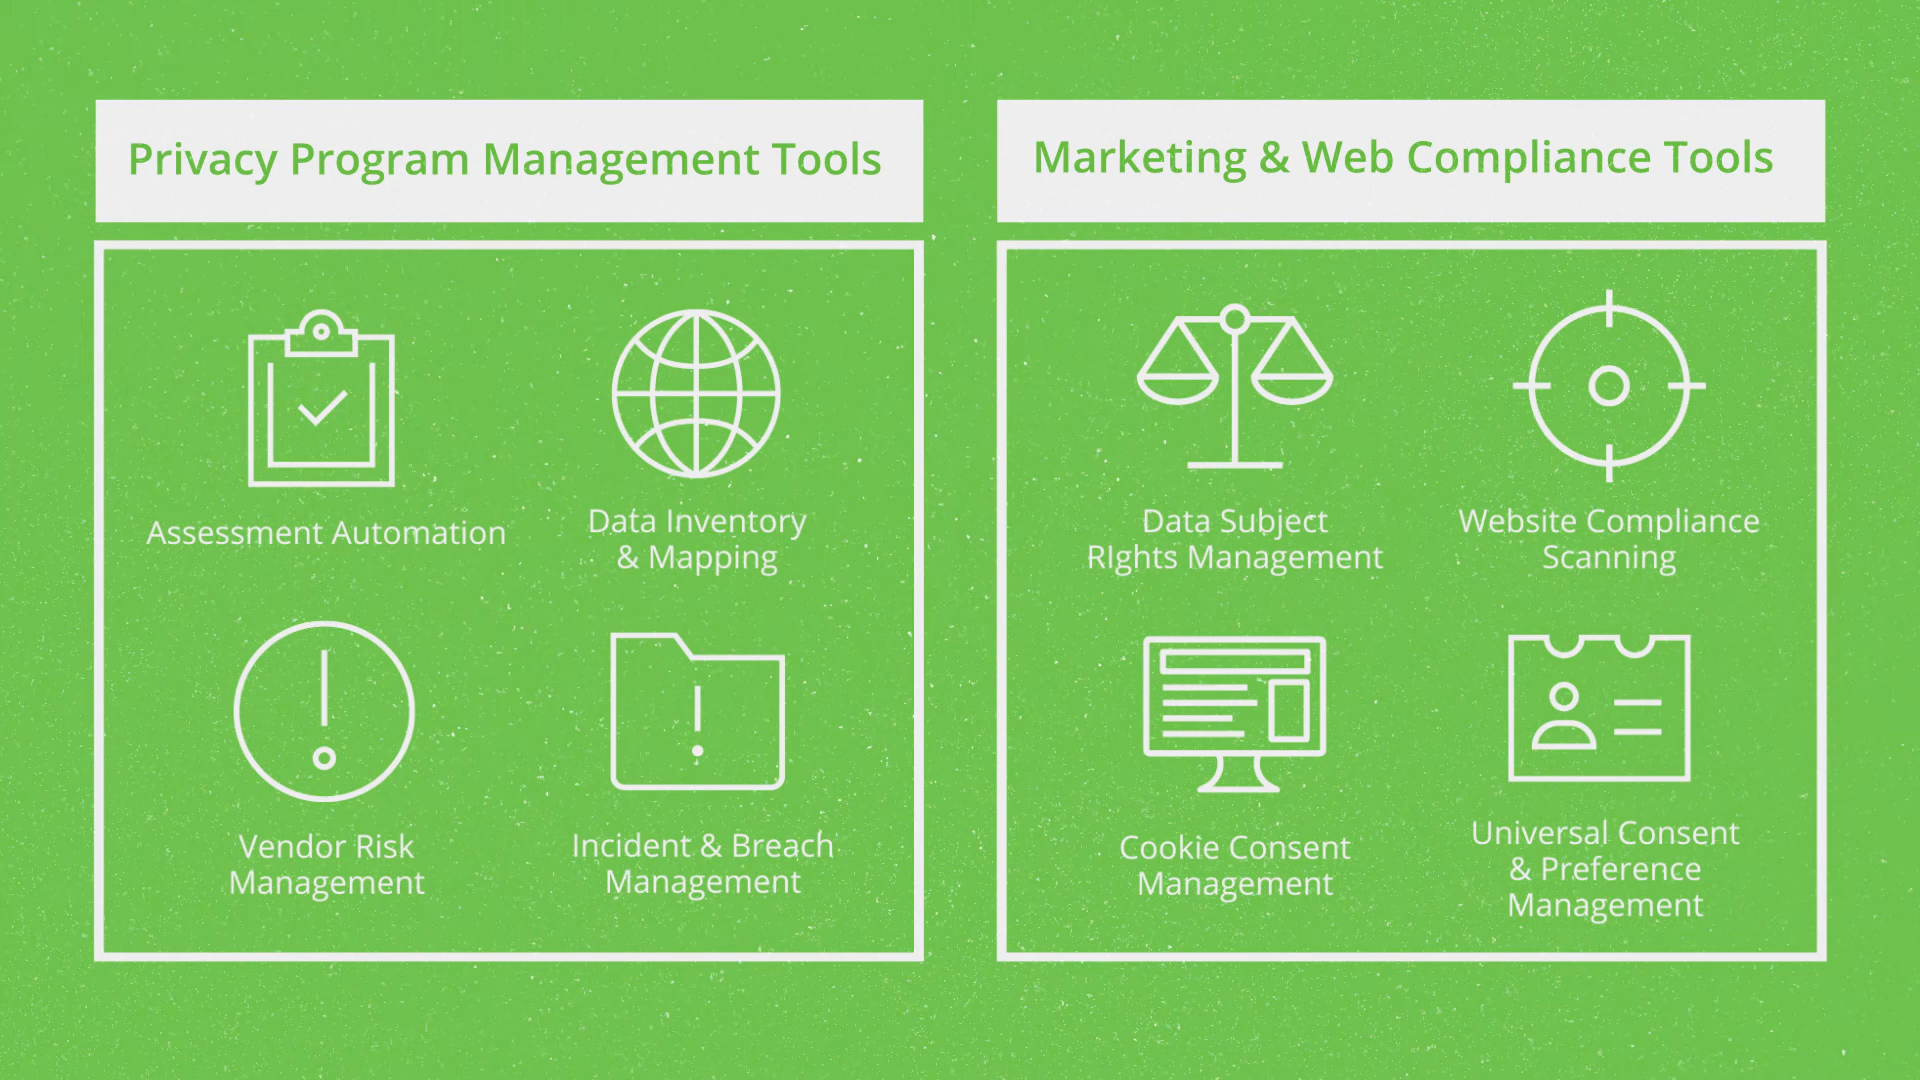 Privacy Program Management Tools
Assessment Automation
Data Inventory
& Mapping
Vendor Risk
Management
Incident & Breach
Management
Marketing & Web Compliance Tools
Data Subject
RIghts Management
Website Compliance
Scanning
Cookie Consent
Management
Universal Consent
& Preference
Management